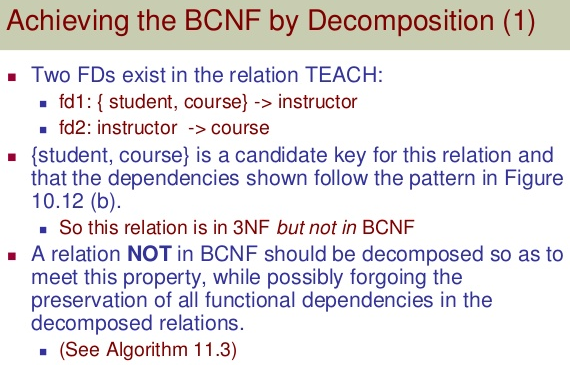 Achieving the BCNF by Decomposition (1)
Two FDs exist in the relation TEACH:
fd1: { student, course} -> instructor
fd2: instructor -> course
{student, course} is a candidate key for this relation and
that the dependencies shown follow the pattern in Figure
10.12 (b).
So this relation is in 3NF but not in BCNF
A relation NOT in BCNF should be decomposed so as to
meet this property, while possibly forgoing the
preservation of all functional dependencies in the
decomposed relations.
(See Algorithm 11.3)